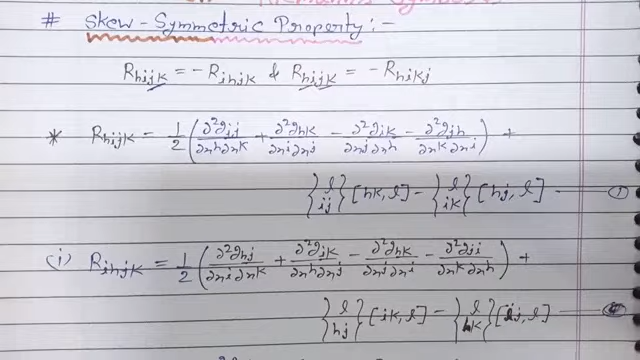 # Skew-Symmetric Property:-
R_hijk = - R_ihjk & R_hijk = - R_hikj
* R_hijk = 1/2 (∂²g_ij/∂x^h∂x^k + ∂²g_hk/∂x^i∂x^j - ∂²g_ik/∂x^j∂x^h - ∂²g_jh/∂x^k∂x^i) +
{l ij} [hk, l] - {l ik} [hj, l] — ①
(i) R_ihjk = 1/2 (∂²g_hj/∂x^i∂x^k + ∂²g_ik/∂x^h∂x^j - ∂²g_hk/∂x^j∂x^i - ∂²g_ji/∂x^k∂x^h) +
{l hj} [ik, l] - {l hk} [ij, l] —